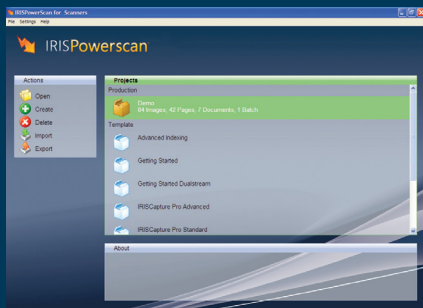 IRISPowerScan for Scanners
File Settings Help
IRISPowerscan
Actions
Open
Create
Delete
Import
Export
Projects
Production
Demo
84 Images, 42 Pages, 7 Documents, 1 Batch
Template
Advanced Indexing
Getting Started
Getting Started Dualstream
IRISCapture Pro Advanced
IRISCapture Pro Standard
About